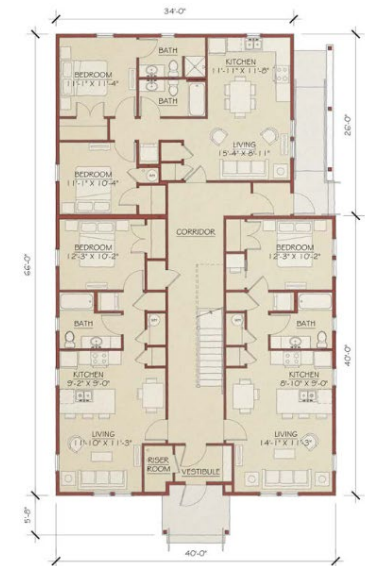 34'-0"
BATH
KITCHEN
11'-11" X 11'-8"
BEDROOM
11'-1" X 11'-4"
BATH
26'-0"
LIVING
15'-4" X 8'-11"
BEDROOM
11'-1" X 10'-4"
CORRIDOR
BEDROOM
12'-3" X 10'-2"
BEDROOM
12'-3" X 10'-2"
66'-0"
BATH
BATH
40'-0"
KITCHEN
9'-2" X 9'-0"
KITCHEN
8'-10" X 9'-0"
LIVING
11'-10" X 11'-3"
LIVING
14'-1" X 11'-3"
RISER
ROOM
VESTIBULE
5'-8"
40'-0"